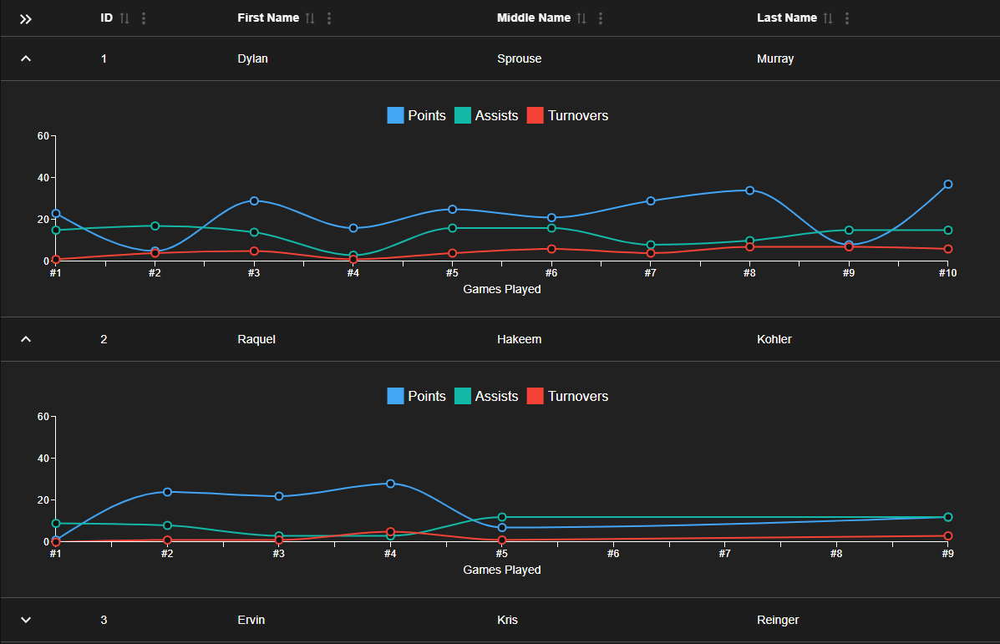 ID First Name Middle Name Last Name
1 Dylan Sprouse Murray
Points Assists Turnovers
60
40
20
0
#1 #2 #3 #4 #5 #6 #7 #8 #9 #10
Games Played
2 Raquel Hakeem Kohler
Points Assists Turnovers
60
40
20
0
#1 #2 #3 #4 #5 #6 #7 #8 #9
Games Played
3 Ervin Kris Reinger